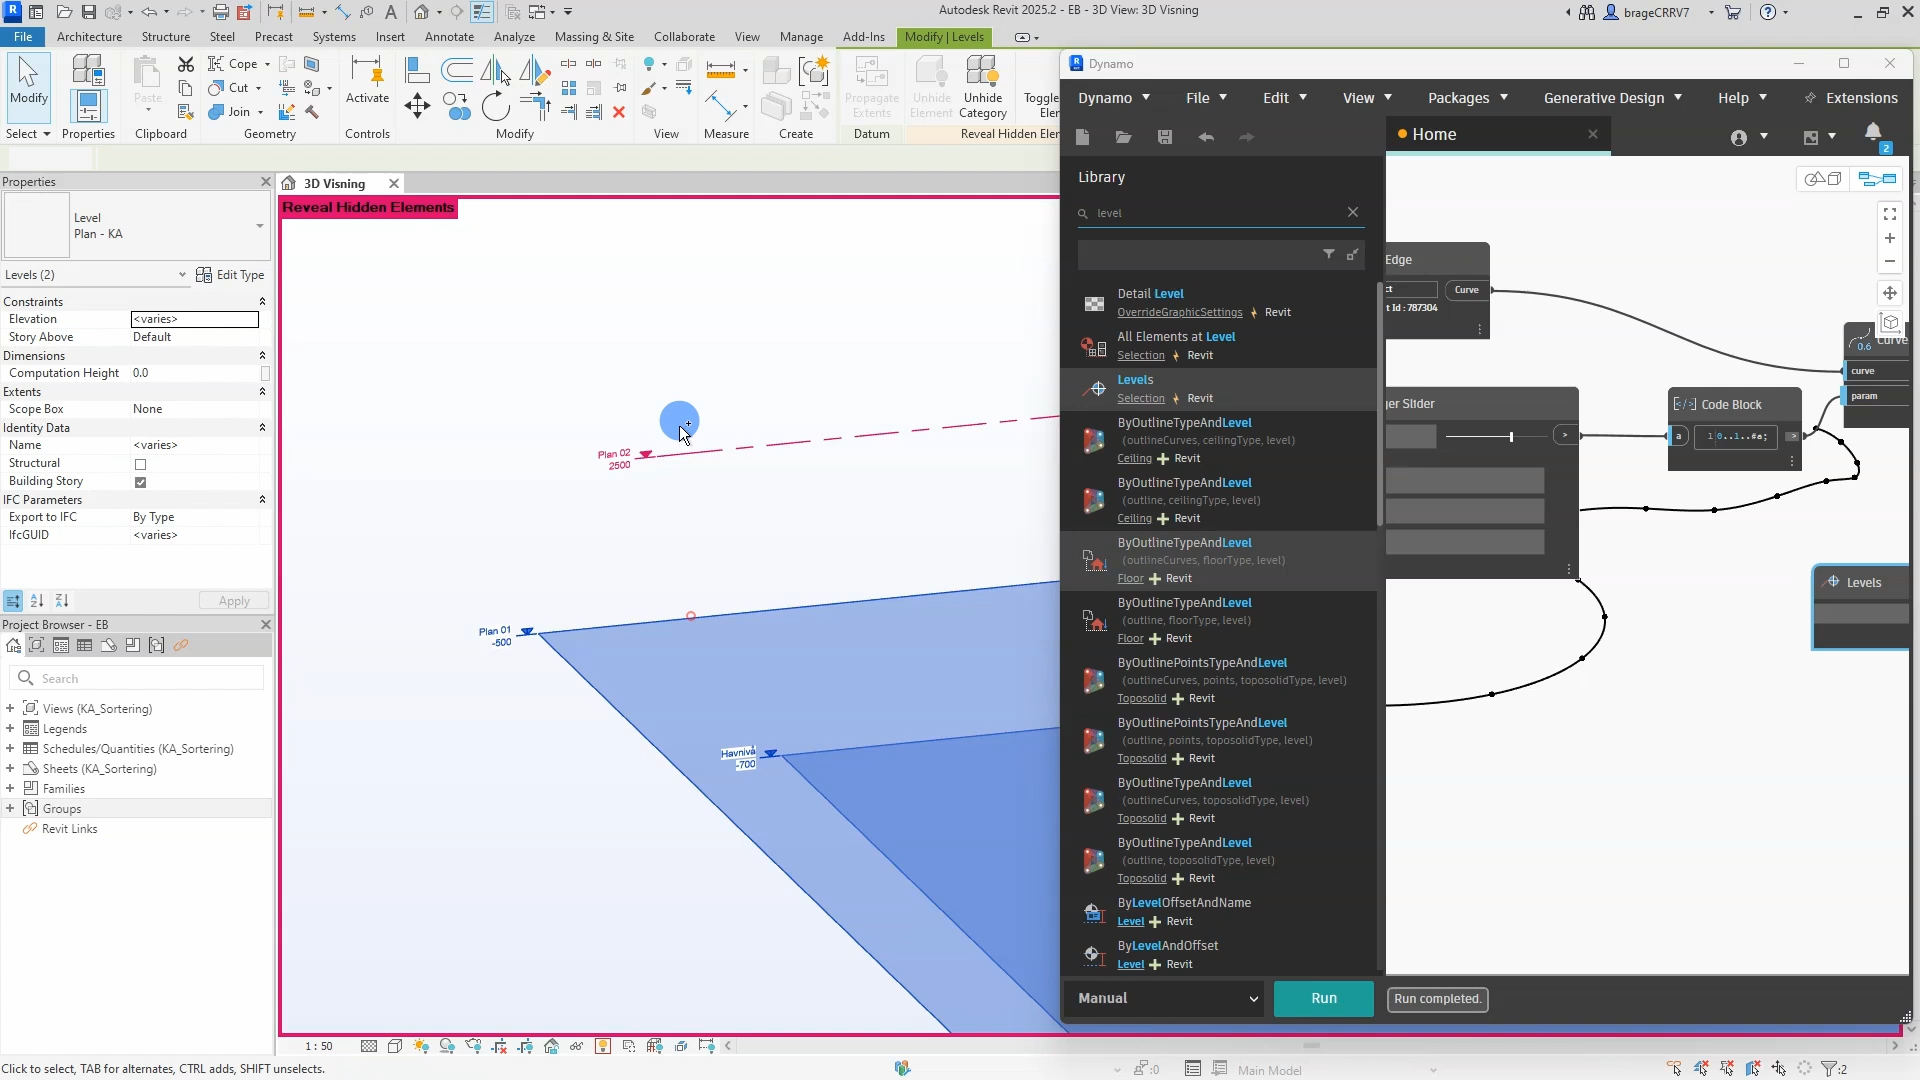 Autodesk Revit 2025.2 - EB - 3D View: 3D Visning
brageCRRV7
File
Architecture
Structure
Steel
Precast
Systems
Insert
Annotate
Analyze
Massing & Site
Collaborate
View
Manage
Add-Ins
Modify | Levels
Modify
Select
Properties
Paste
Cope
Cut
Join
Clipboard
Geometry
Activate
Controls
Modify
View
Measure
Create
Propagate Extents
Datum
Unhide Element
Unhide Category
Reveal Hidden Elem
Properties
Level
Plan - KA
Levels (2)
Edit Type
Constraints
Elevation <varies>
Story Above Default
Dimensions
Computation Height 0.0
Extents
Scope Box None
Identity Data
Name <varies>
Structural
Building Story
IFC Parameters
Export to IFC By Type
IfcGUID <varies>
Apply
Project Browser - EB
Search
Views (KA_Sortering)
Legends
Schedules/Quantities (KA_Sortering)
Sheets (KA_Sortering)
Families
Groups
Revit Links
3D Visning
Reveal Hidden Elements
Plan 02
2500
Plan 01
-500
Havnivå
-700
1 : 50
Click to select, TAB for alternates, CTRL adds, SHIFT unselects.
:0
Main Model
:2
Dynamo
Dynamo
File
Edit
View
Packages
Generative Design
Help
Extensions
Home
2
Library
level
Detail Level
OverrideGraphicSettings Revit
All Elements at Level
Selection Revit
Levels
Selection Revit
ByOutlineTypeAndLevel
(outlineCurves, ceilingType, level)
Ceiling Revit
ByOutlineTypeAndLevel
(outline, ceilingType, level)
Ceiling Revit
ByOutlineTypeAndLevel
(outlineCurves, floorType, level)
Floor Revit
ByOutlineTypeAndLevel
(outline, floorType, level)
Floor Revit
ByOutlinePointsTypeAndLevel
(outlineCurves, points, toposolidType, level)
Toposolid Revit
ByOutlinePointsTypeAndLevel
(outline, points, toposolidType, level)
Toposolid Revit
ByOutlineTypeAndLevel
(outlineCurves, toposolidType, level)
Toposolid Revit
ByOutlineTypeAndLevel
(outline, toposolidType, level)
Toposolid Revit
ByLevelOffsetAndName
Level Revit
ByLevelAndOffset
Level Revit
Manual
Run
Run completed.
Edge
ct
Curve
t Id : 787304
ger Slider
>
Code Block
a
1 0..1..#a;
>
0.6
Curve
curve
param
Levels